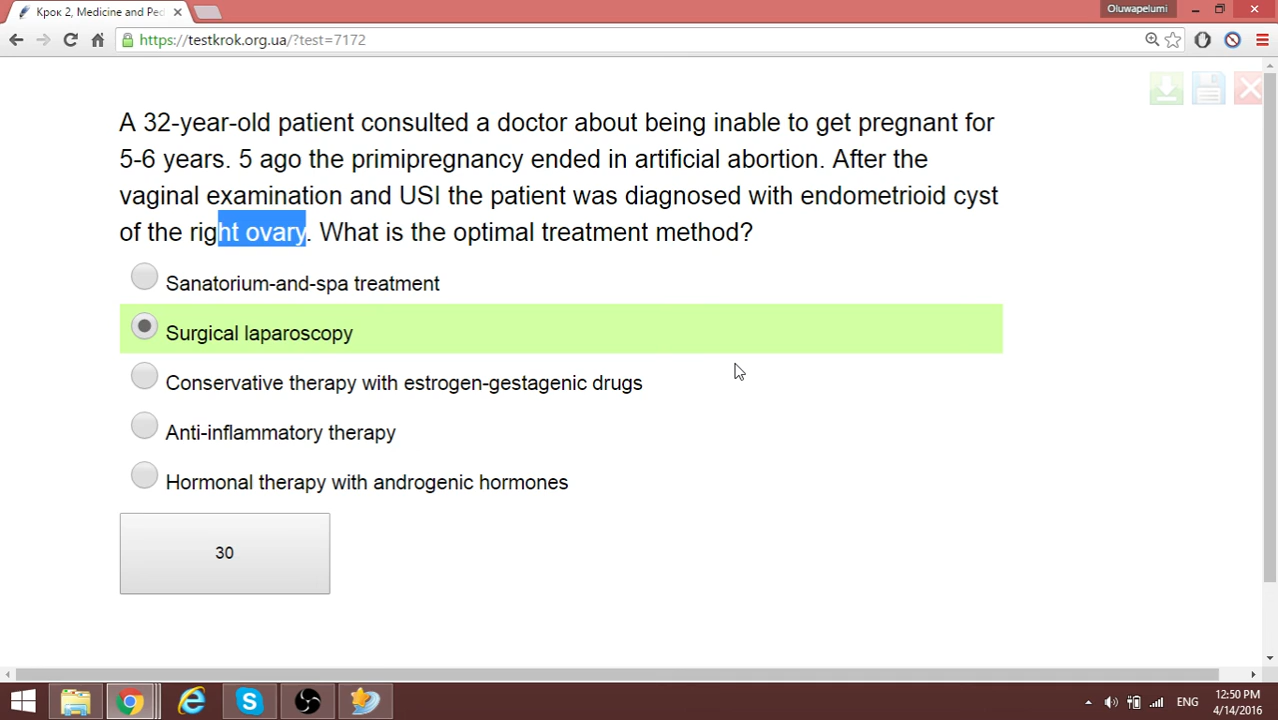 Крок 2, Medicine and Ped
Oluwapelumi
https://testkrok.org.ua/?test=7172
A 32-year-old patient consulted a doctor about being inable to get pregnant for
5-6 years. 5 ago the primipregnancy ended in artificial abortion. After the
vaginal examination and USI the patient was diagnosed with endometrioid cyst
of the right ovary. What is the optimal treatment method?
Sanatorium-and-spa treatment
Surgical laparoscopy
Conservative therapy with estrogen-gestagenic drugs
Anti-inflammatory therapy
Hormonal therapy with androgenic hormones
30
ENG
12:50 PM
4/14/2016